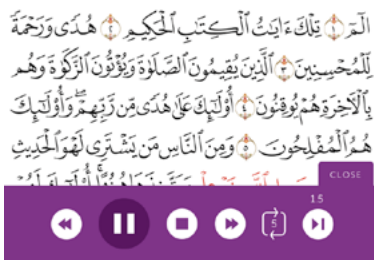 الٓمٓ ۝١ تِلۡكَ ءَايَٰتُ ٱلۡكِتَٰبِ ٱلۡحَكِيمِ ۝٢ هُدٗى وَرَحۡمَةٗ
لِّلۡمُحۡسِنِينَ ۝٣ ٱلَّذِينَ يُقِيمُونَ ٱلصَّلَوٰةَ وَيُؤۡتُونَ ٱلزَّكَوٰةَ وَهُم
بِٱلۡأٓخِرَةِ هُمۡ يُوقِنُونَ ۝٤ أُوْلَٰٓئِكَ عَلَىٰ هُدٗى مِّن رَّبِّهِمۡۖ وَأُوْلَٰٓئِكَ
هُمُ ٱلۡمُفۡلِحُونَ ۝٥ وَمِنَ ٱلنَّاسِ مَن يَشۡتَرِي لَهۡوَ ٱلۡحَدِيثِ
CLOSE
15
5